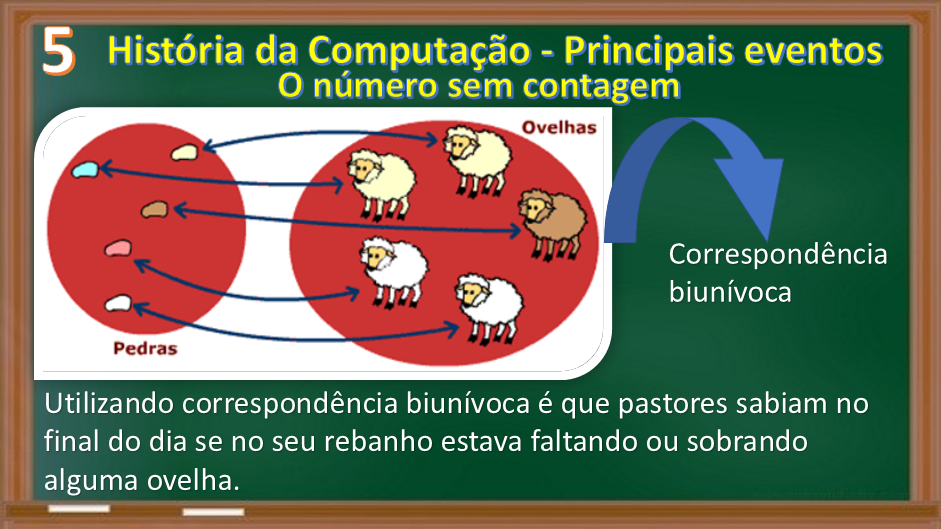 5
História da Computação - Principais eventos
O número sem contagem
Ovelhas
Pedras
Correspondência
biunívoca
Utilizando correspondência biunívoca é que pastores sabiam no
final do dia se no seu rebanho estava faltando ou sobrando
alguma ovelha.